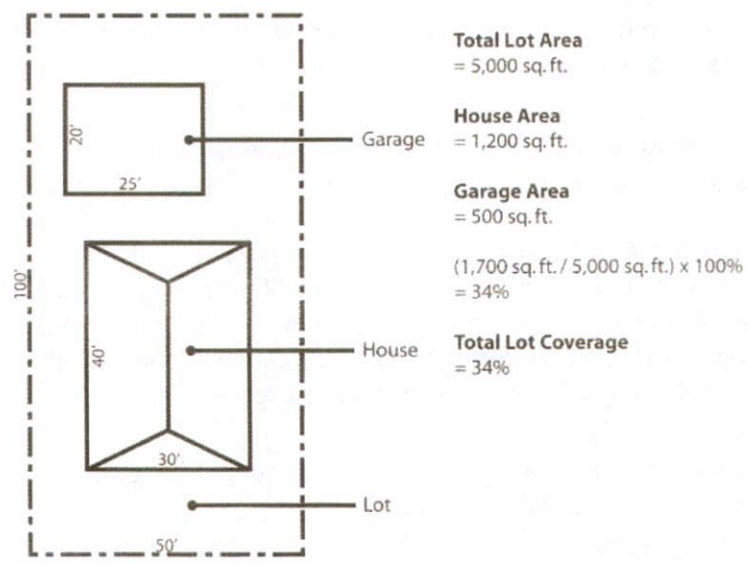 Total Lot Area
= 5,000 sq. ft.
House Area
= 1,200 sq. ft.
Garage Area
= 500 sq. ft.
(1,700 sq. ft. / 5,000 sq. ft.) x 100%
= 34%
Total Lot Coverage
= 34%
Garage
20'
25'
100'
40'
House
30'
Lot
50'